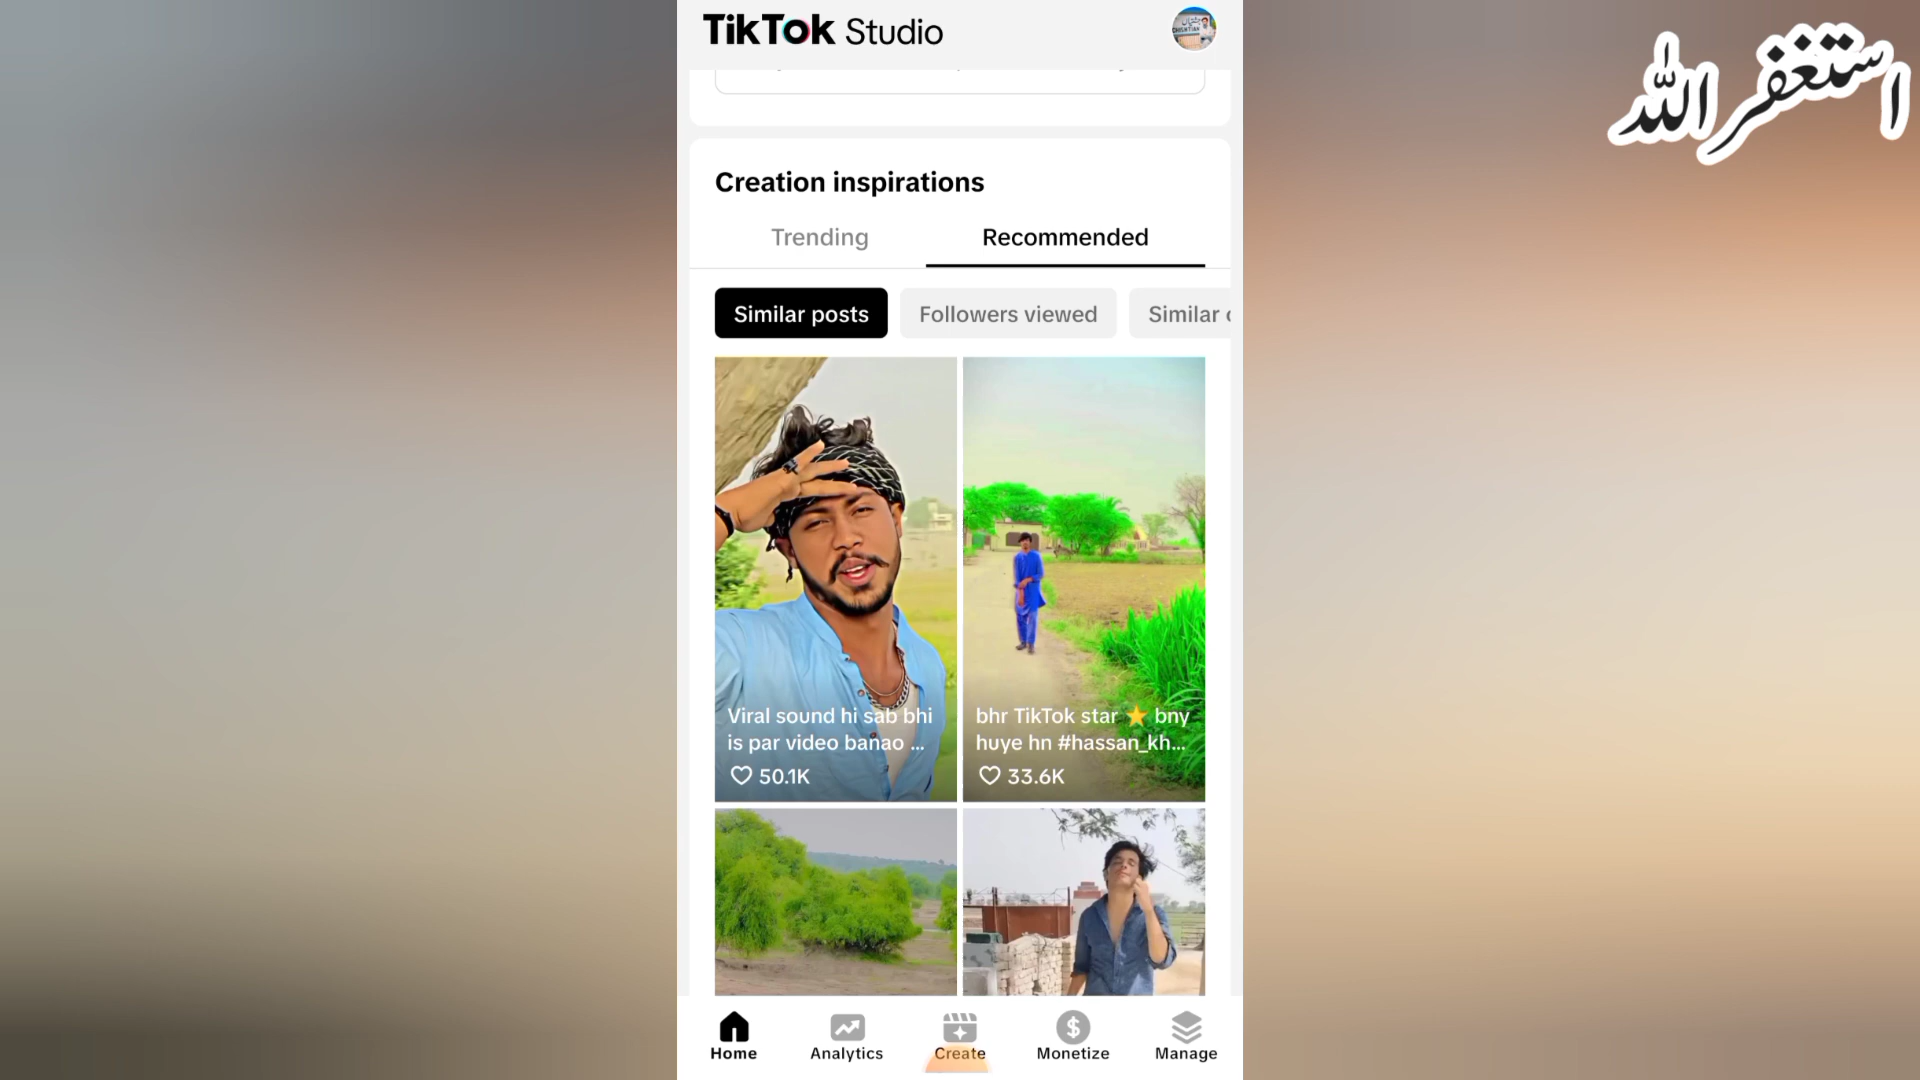 TikTok Studio
استغفر اللہ
Creation inspirations
Trending
Recommended
Similar posts
Followers viewed
Similar
Viral sound hi sab bhi
is par video banao ...
50.1K
bhr TikTok star ⭐ bny
huye hn #hassan_kh...
33.6K
Home
Analytics
Create
Monetize
Manage